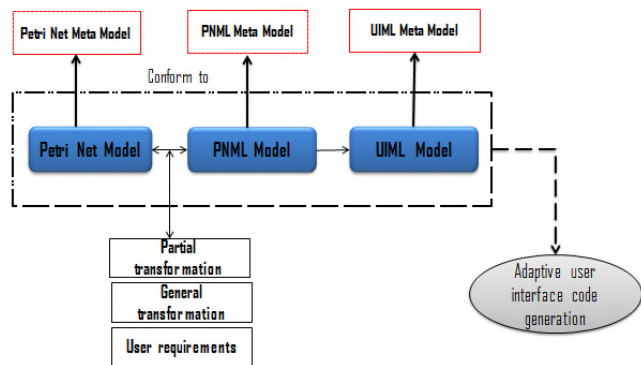 Petri Net Meta Model
PNML Meta Model
UIML Meta Model
Conform to
Petri Net Model
PNML Model
UIML Model
Partial
transformation
General
transformation
User requirements
Adaptive user
interface code
generation